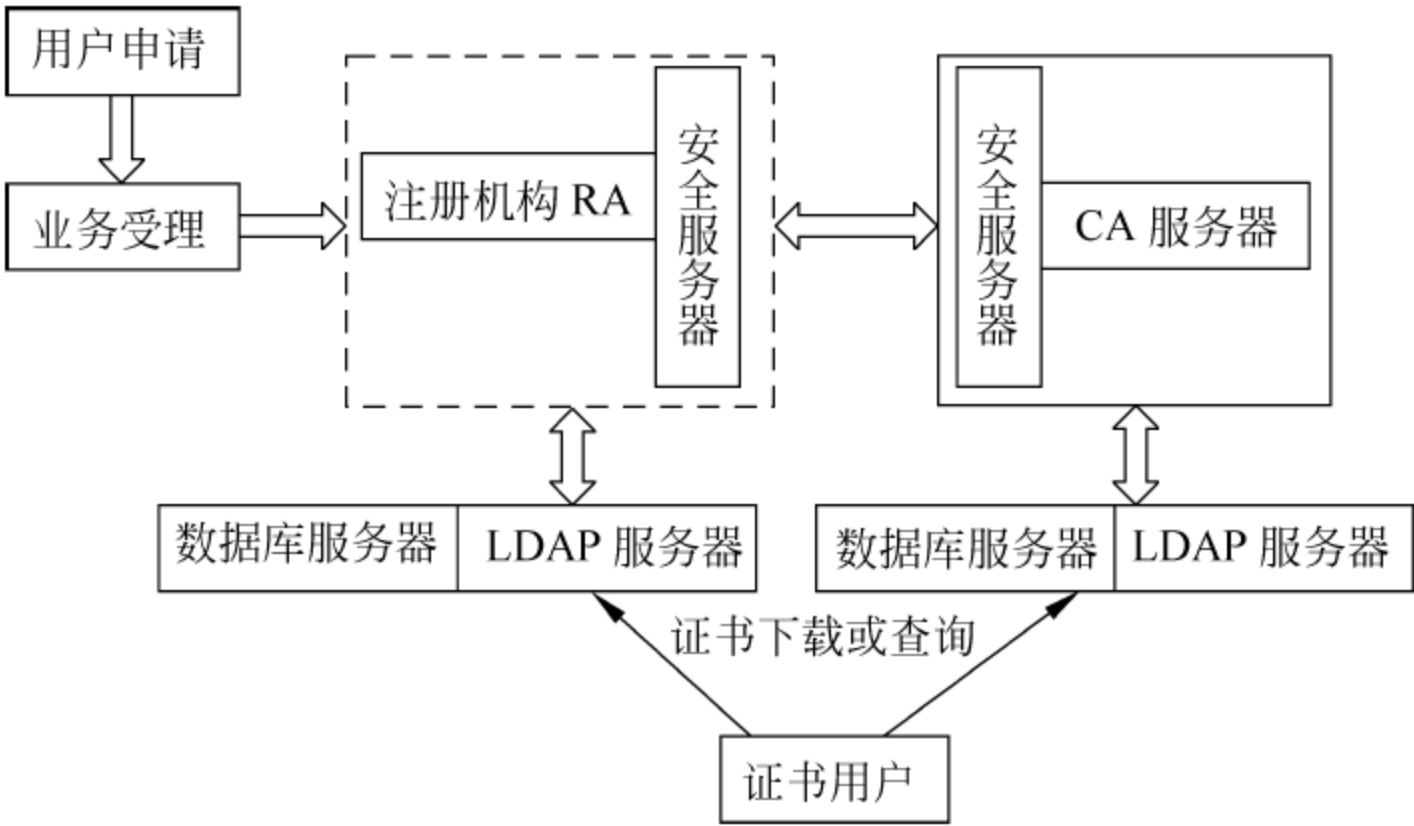 用户申请
业务受理
注册机构 RA
安全服务器
安全服务器
CA 服务器
数据库服务器
LDAP 服务器
数据库服务器
LDAP 服务器
证书下载或查询
证书用户